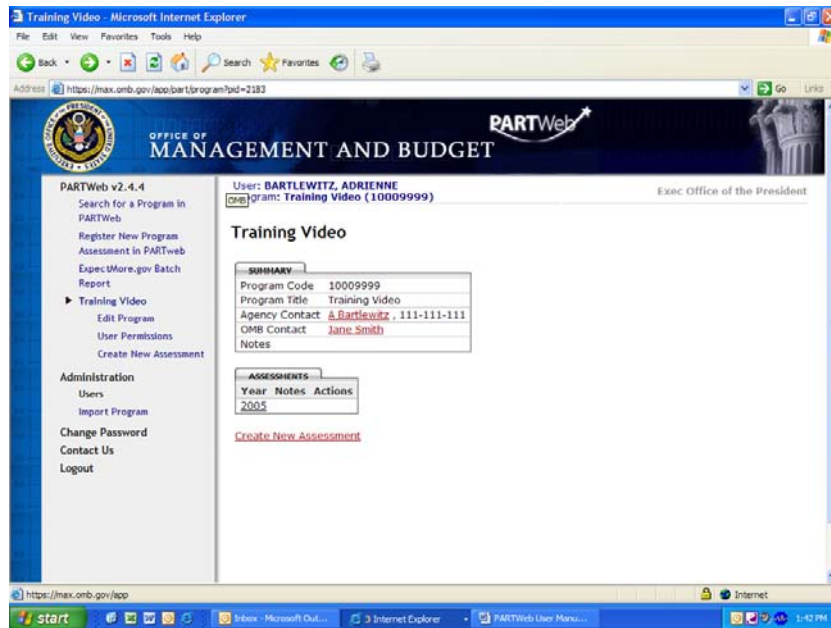 Training Video - Microsoft Internet Explorer
File Edit View Favorites Tools Help
Back Search Favorites
Address https://max.omb.gov/app/part/program?pid=2183 Go Links
OFFICE OF
MANAGEMENT AND BUDGET
PARTWeb
PARTWeb v2.4.4
Search for a Program in
PARTWeb
Register New Program
Assessment in PARTweb
ExpectMore.gov Batch
Report
Training Video
Edit Program
User Permissions
Create New Assessment
Administration
Users
Import Program
Change Password
Contact Us
Logout
User: BARTLEWITZ, ADRIENNE
OMB gram: Training Video (10009999)
Exec Office of the President
Training Video
SUMMARY
Program Code 10009999
Program Title Training Video
Agency Contact A Bartlewitz , 111-111-111
OMB Contact Jane Smith
Notes
ASSESSMENTS
Year Notes Actions
2005
Create New Assessment
https://max.omb.gov/app Internet
start Inbox - Microsoft Out... 3 Internet Explorer PARTWeb User Manu... 1:42 PM